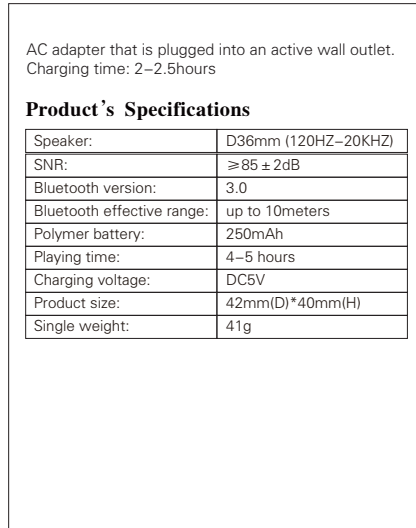 AC adapter that is plugged into an active wall outlet.
Charging time: 2–2.5hours
Product's Specifications
Speaker: D36mm (120HZ–20KHZ)
SNR: ≥85±2dB
Bluetooth version: 3.0
Bluetooth effective range: up to 10meters
Polymer battery: 250mAh
Playing time: 4–5 hours
Charging voltage: DC5V
Product size: 42mm(D)*40mm(H)
Single weight: 41g